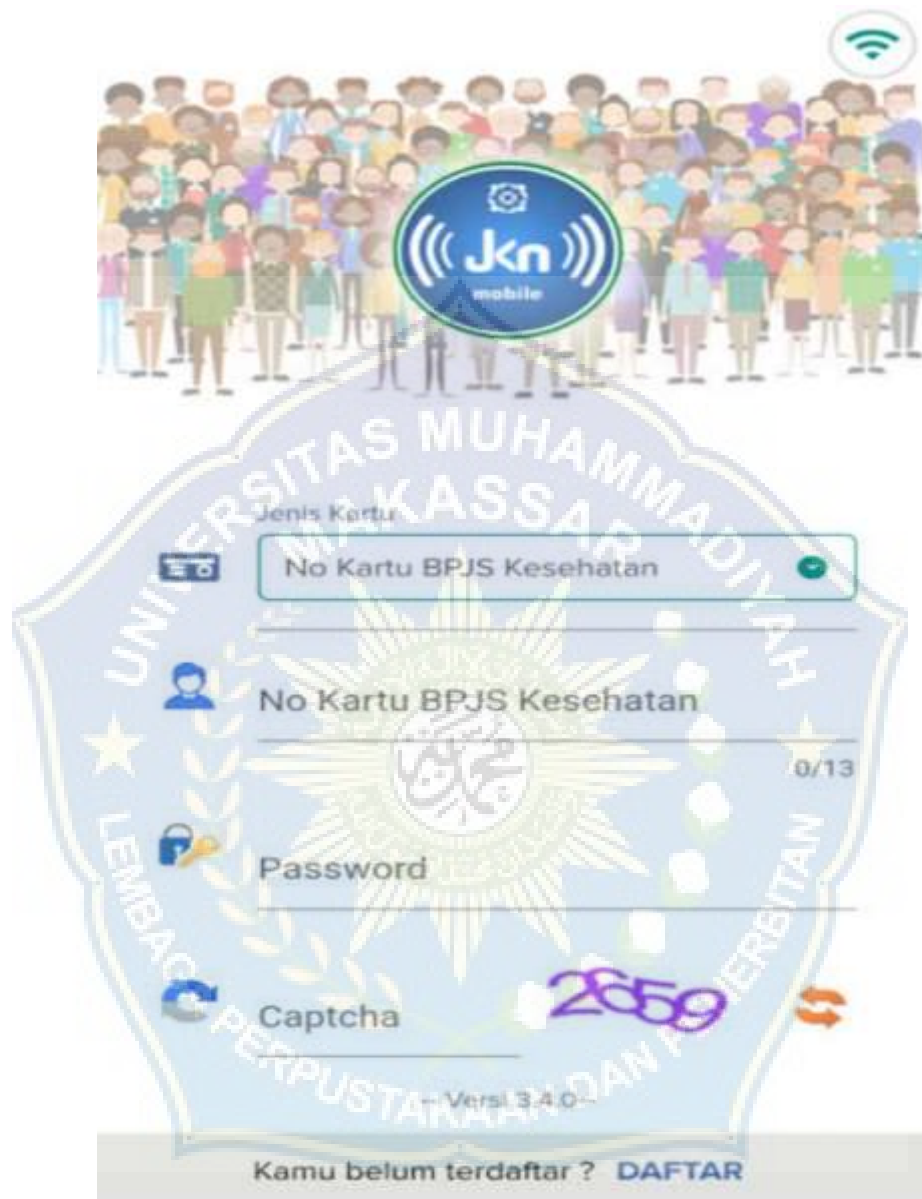 JKn
mobile
UNIVERSITAS MUHAMMADIYAH
MAKASSAR
Jenis Kartu
No Kartu BPJS Kesehatan
No Kartu BPJS Kesehatan
0/13
محمد
Password
Captcha
2659
LEMBAGA PERPUSTAKAAN DAN PENERBITAN
-- Versi 3.4.0 --
Kamu belum terdaftar ? DAFTAR